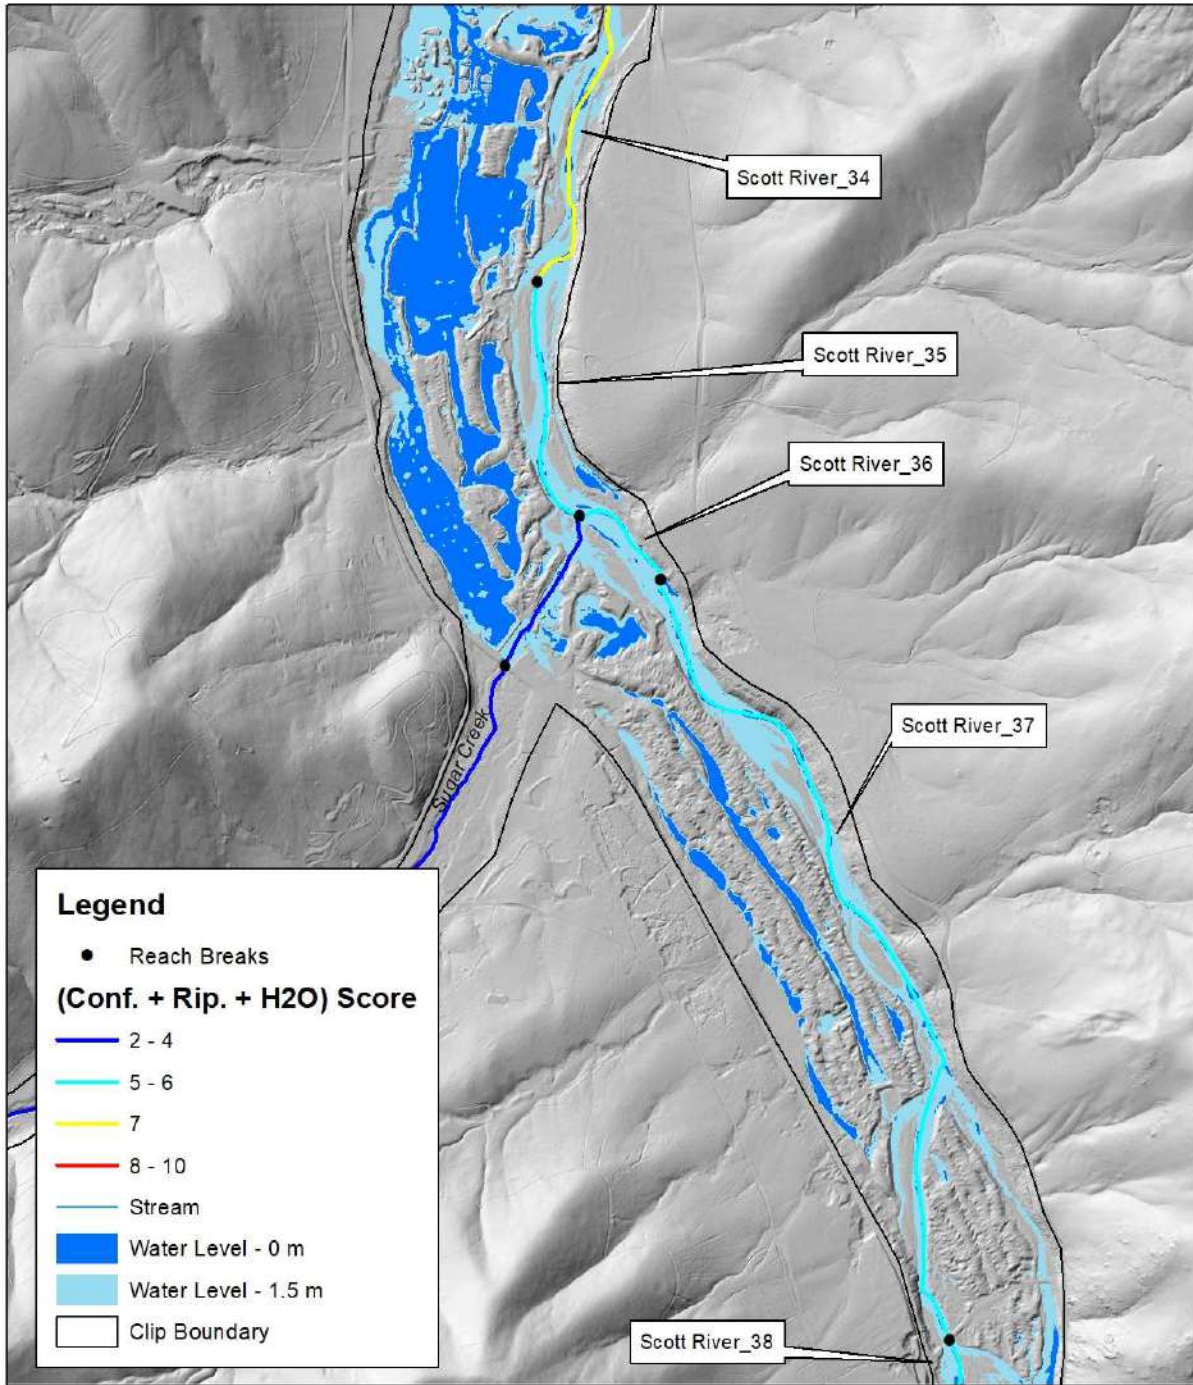 Scott River_34
Scott River_35
Scott River_36
Scott River_37
Sugar Creek
Legend
Reach Breaks
(Conf. + Rip. + H2O) Score
2 - 4
5 - 6
7
8 - 10
Stream
Water Level - 0 m
Water Level - 1.5 m
Clip Boundary
Scott River_38